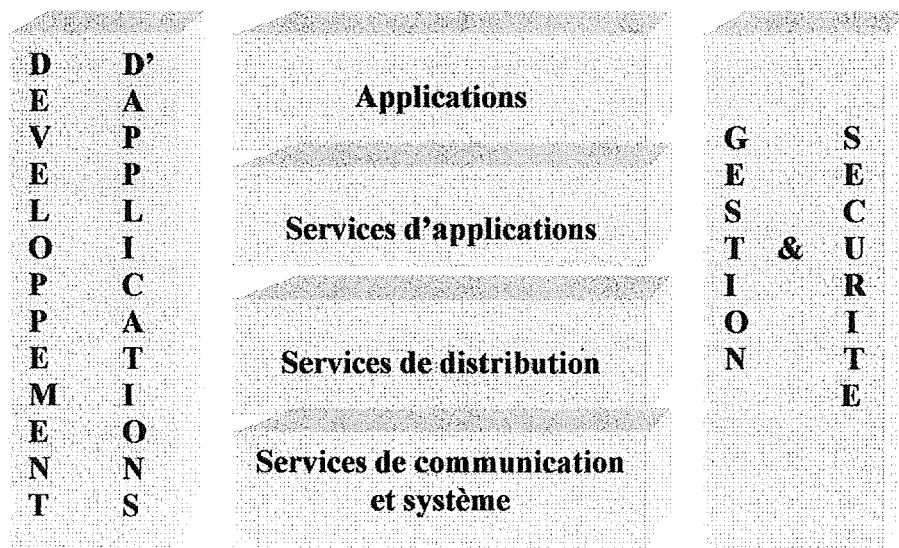 DEVELOPPEMENT
D'APPLICATIONS
Applications
Services d'applications
Services de distribution
Services de communication
et système
GESTION
&
SECURITE